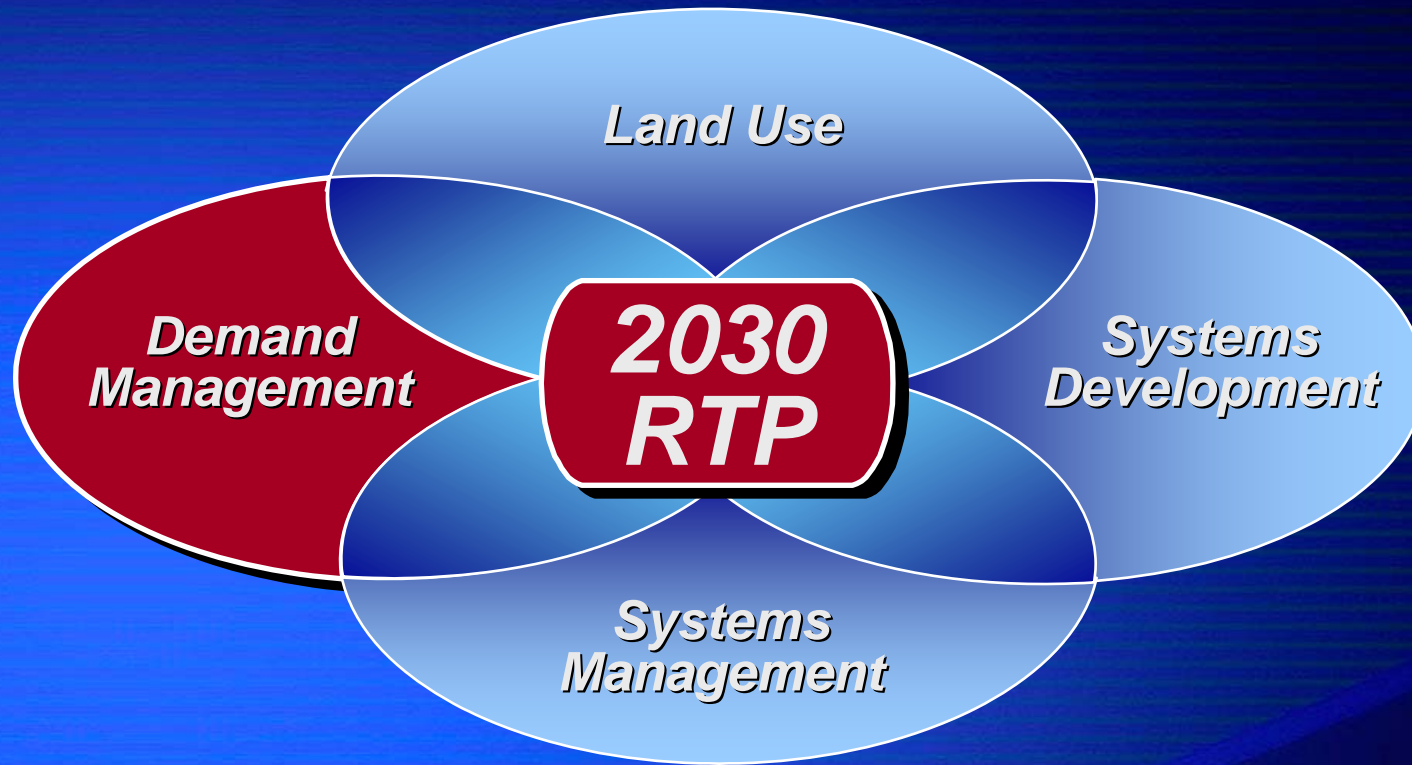 Land Use
Demand
Management
2030
RTP
Systems
Development
Systems
Management